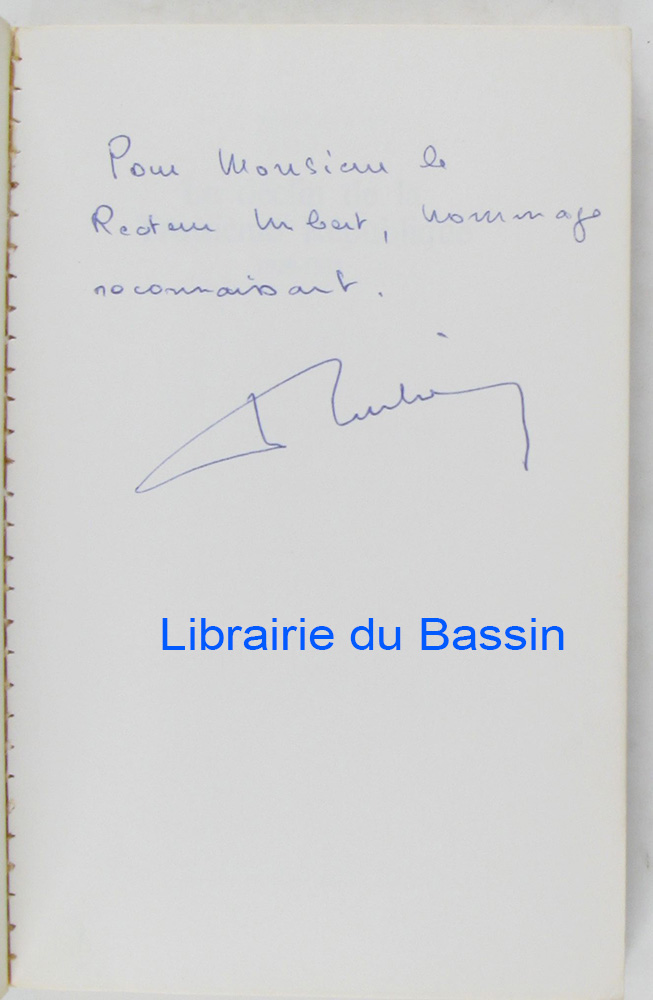 Pour Monsieur le
Recteur Imbert, hommage
reconnaissant.
Librairie du Bassin